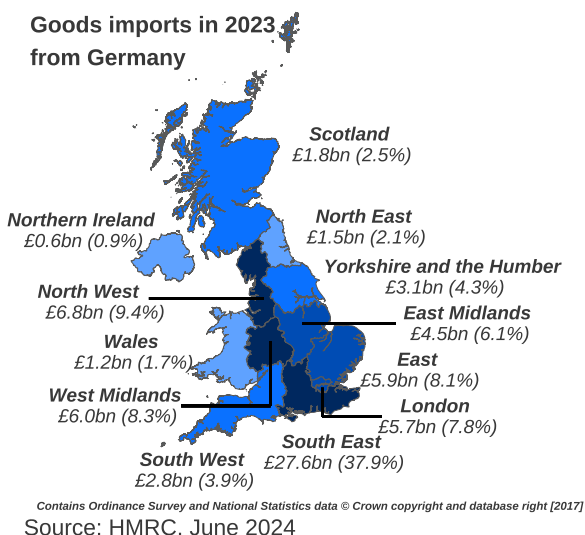 Goods imports in 2023
from Germany
Scotland
£1.8bn (2.5%)
Northern Ireland
£0.6bn (0.9%)
North East
£1.5bn (2.1%)
Yorkshire and the Humber
£3.1bn (4.3%)
North West
£6.8bn (9.4%)
East Midlands
£4.5bn (6.1%)
Wales
£1.2bn (1.7%)
East
£5.9bn (8.1%)
West Midlands
£6.0bn (8.3%)
London
£5.7bn (7.8%)
South East
£27.6bn (37.9%)
South West
£2.8bn (3.9%)
Contains Ordinance Survey and National Statistics data © Crown copyright and database right [2017]
Source: HMRC, June 2024